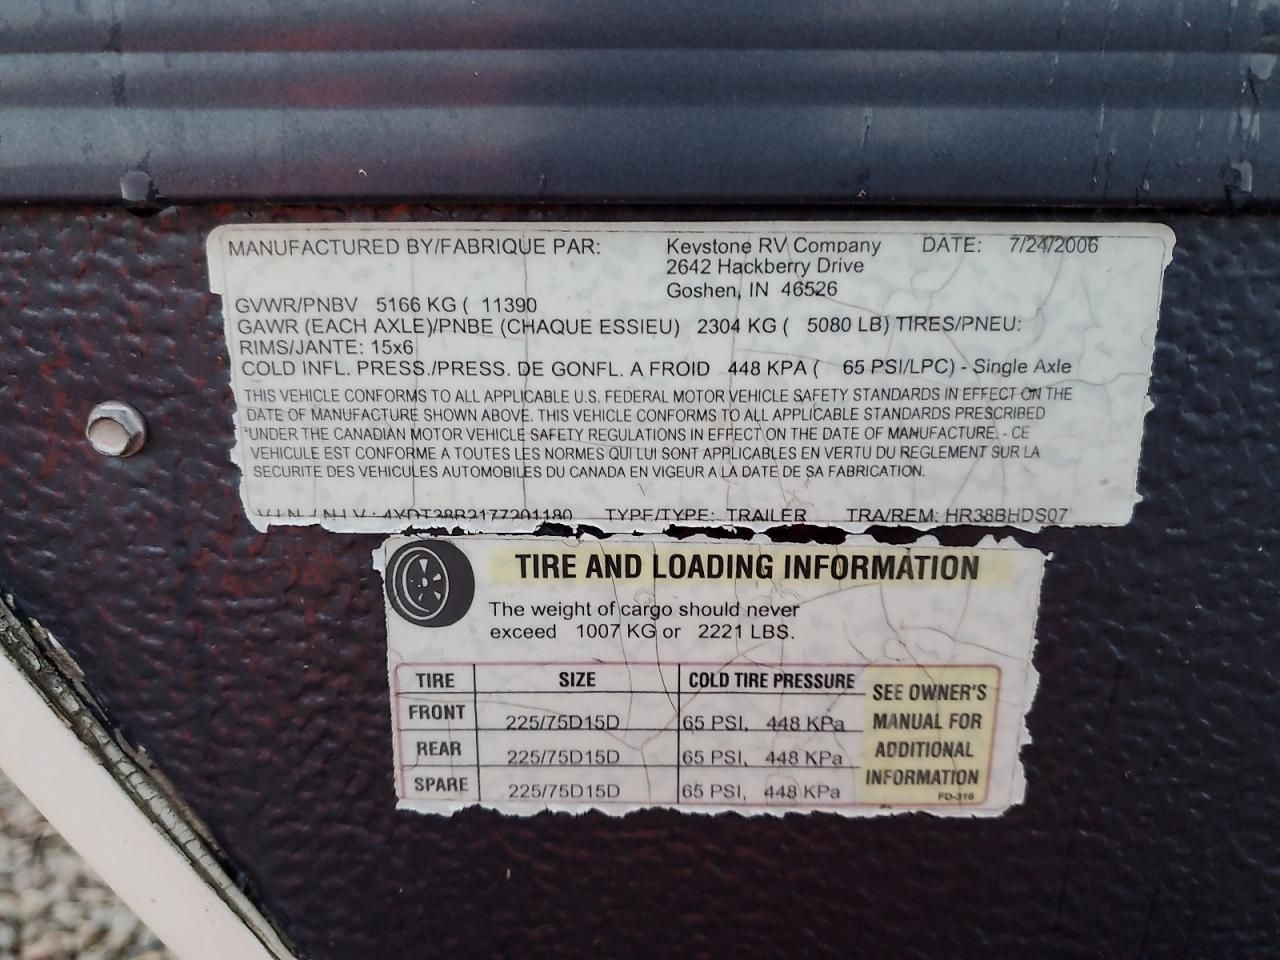 MANUFACTURED BY/FABRIQUE PAR: Keystone RV Company DATE: 7/24/2006
2642 Hackberry Drive
Goshen, IN 46526
GVWR/PNBV 5166 KG ( 11390
GAWR (EACH AXLE)/PNBE (CHAQUE ESSIEU) 2304 KG ( 5080 LB) TIRES/PNEU:
RIMS/JANTE: 15x6
COLD INFL. PRESS./PRESS. DE GONFL. A FROID 448 KPA ( 65 PSI/LPC) - Single Axle
THIS VEHICLE CONFORMS TO ALL APPLICABLE U.S. FEDERAL MOTOR VEHICLE SAFETY STANDARDS IN EFFECT ON THE
DATE OF MANUFACTURE SHOWN ABOVE. THIS VEHICLE CONFORMS TO ALL APPLICABLE STANDARDS PRESCRIBED
UNDER THE CANADIAN MOTOR VEHICLE SAFETY REGULATIONS IN EFFECT ON THE DATE OF MANUFACTURE. - CE
VEHICULE EST CONFORME A TOUTES LES NORMES QUI LUI SONT APPLICABLES EN VERTU DU REGLEMENT SUR LA
SECURITE DES VEHICULES AUTOMOBILES DU CANADA EN VIGEUR A LA DATE DE SA FABRICATION.
V.I.N. / N.I.V.: 4YDT38B2177201180 TYPE/TYPE: TRAILER TRA/REM: HR38BHDS07
TIRE AND LOADING INFORMATION
The weight of cargo should never
exceed 1007 KG or 2221 LBS.
TIRE SIZE COLD TIRE PRESSURE
FRONT 225/75D15D 65 PSI, 448 KPa
REAR 225/75D15D 65 PSI, 448 KPa
SPARE 225/75D15D 65 PSI, 448 KPa
SEE OWNER'S
MANUAL FOR
ADDITIONAL
INFORMATION
FD-316